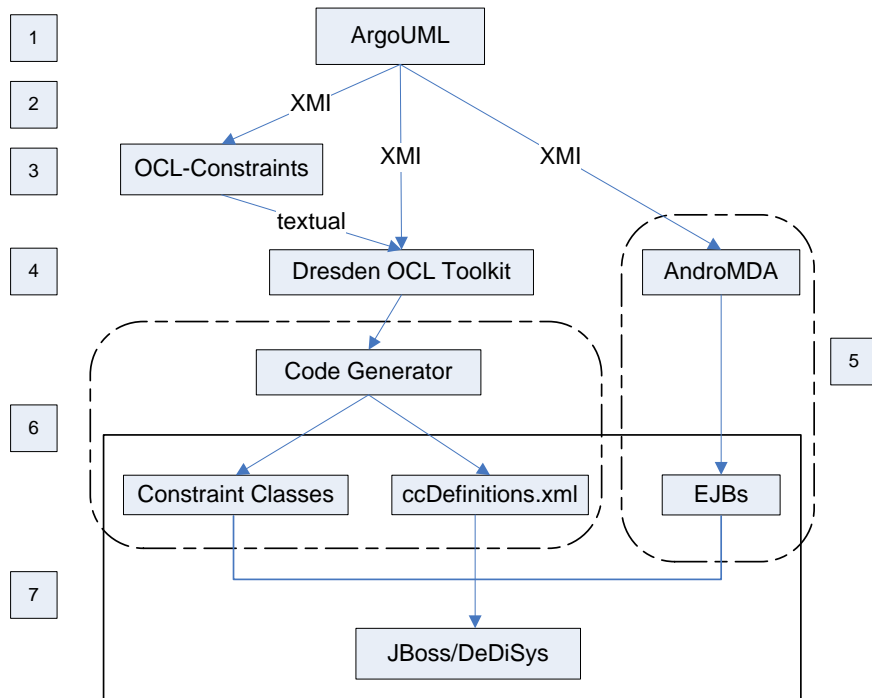 1
ArgoUML
2
XMI
3
OCL-Constraints
XMI
XMI
textual
4
Dresden OCL Toolkit
AndroMDA
5
Code Generator
6
Constraint Classes
ccDefinitions.xml
EJBs
7
JBoss/DeDiSys